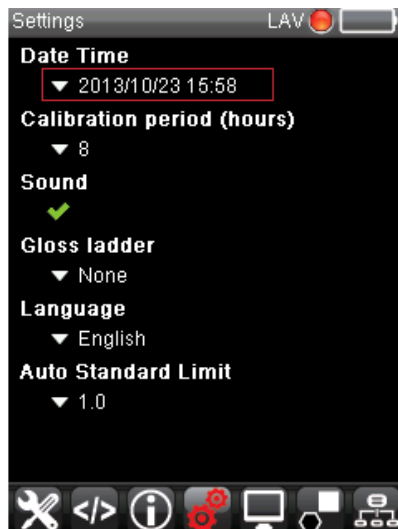 Settings LAV
Date Time
2013/10/23 15:58
Calibration period (hours)
8
Sound
Gloss ladder
None
Language
English
Auto Standard Limit
1.0